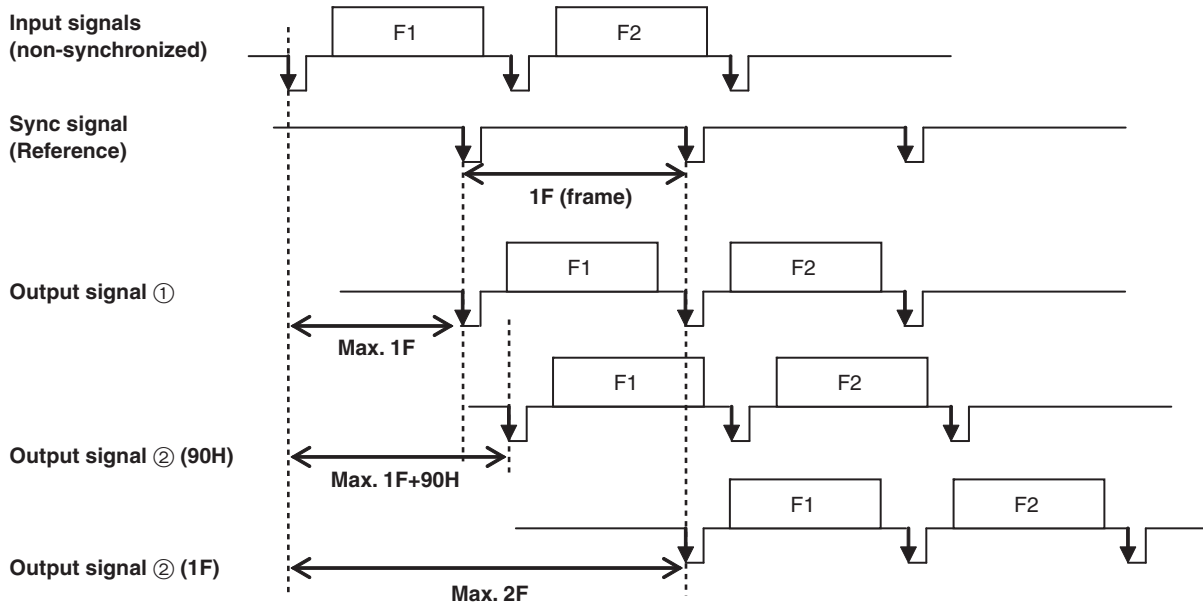 Input signals
(non-synchronized)
F1
F2
Sync signal
(Reference)
1F (frame)
F1
F2
Output signal ①
Max. 1F
F1
F2
Output signal ② (90H)
Max. 1F+90H
F1
F2
Output signal ② (1F)
Max. 2F